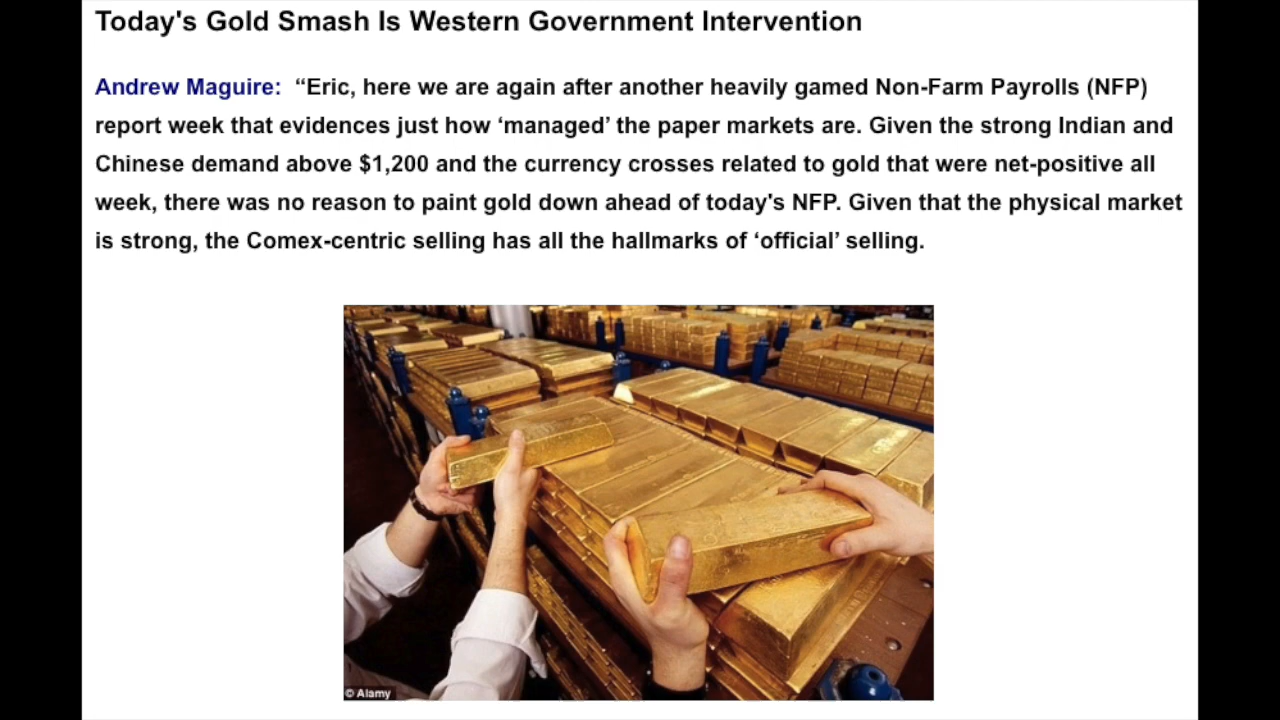 Today's Gold Smash Is Western Government Intervention
Andrew Maguire:  “Eric, here we are again after another heavily gamed Non-Farm Payrolls (NFP)
report week that evidences just how ‘managed’ the paper markets are. Given the strong Indian and
Chinese demand above $1,200 and the currency crosses related to gold that were net-positive all
week, there was no reason to paint gold down ahead of today's NFP. Given that the physical market
is strong, the Comex-centric selling has all the hallmarks of ‘official’ selling.
© Alamy